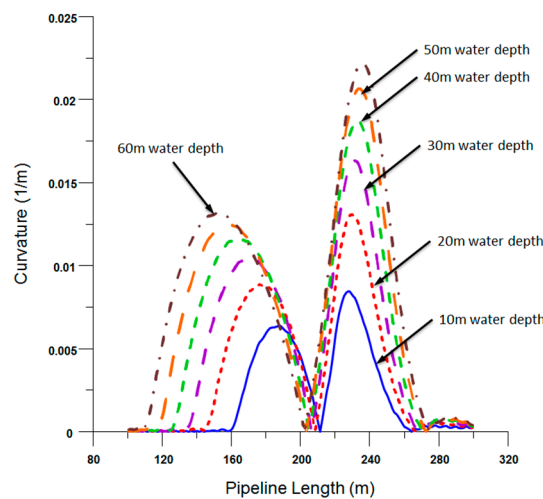 0.025
50m water depth
40m water depth
0.02
60m water depth
30m water depth
0.015
Curvature (1/m)
0.01
20m water depth
10m water depth
0.005
0
80
120
160
200
240
280
320
Pipeline Length (m)